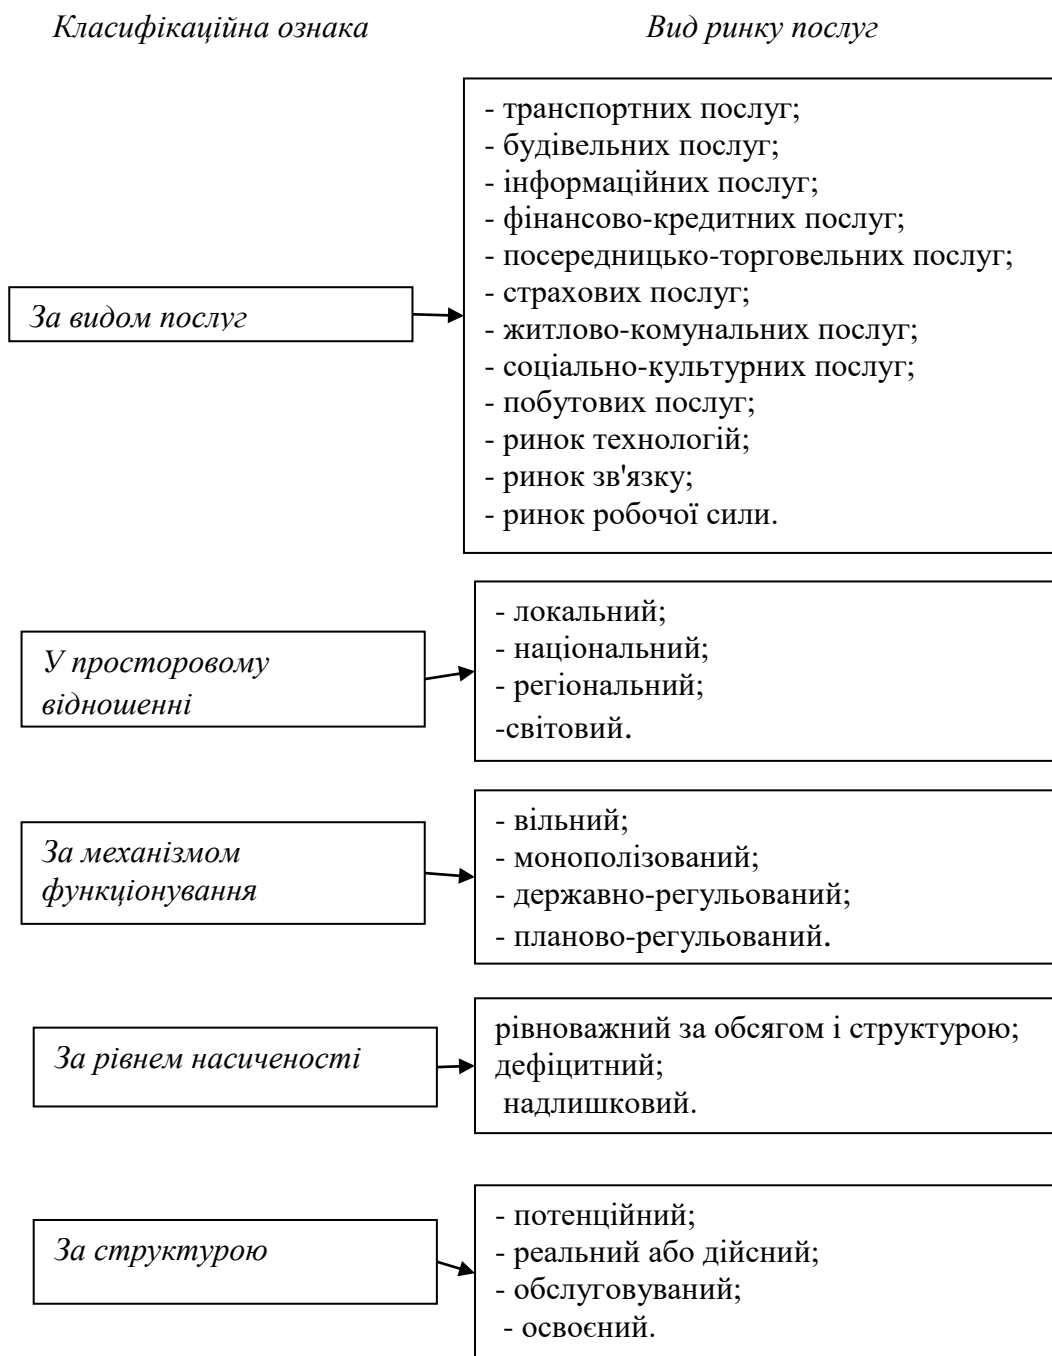 Класифікаційна ознака
Вид ринку послуг
За видом послуг
- транспортних послуг;
- будівельних послуг;
- інформаційних послуг;
- фінансово-кредитних послуг;
- посередницько-торговельних послуг;
- страхових послуг;
- житлово-комунальних послуг;
- соціально-культурних послуг;
- побутових послуг;
- ринок технологій;
- ринок зв'язку;
- ринок робочої сили.
У просторовому
відношенні
- локальний;
- національний;
- регіональний;
-світовий.
За механізмом
функціонування
- вільний;
- монополізований;
- державно-регульований;
- планово-регульований.
За рівнем насиченості
рівноважний за обсягом і структурою;
дефіцитний;
надлишковий.
За структурою
- потенційний;
- реальний або дійсний;
- обслуговуваний;
- освоєний.